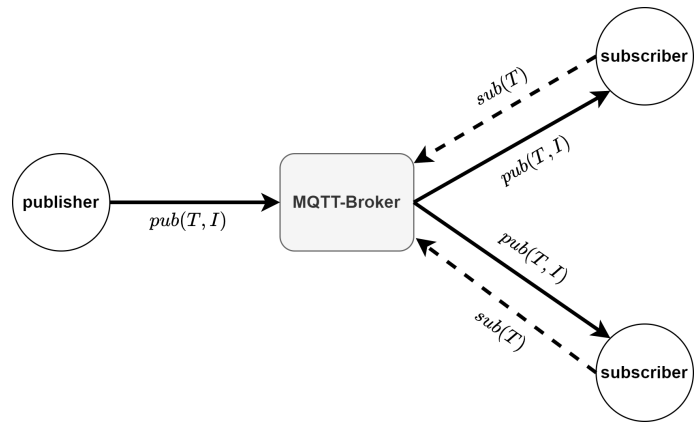 subscriber
sub(T)
pub(T, I)
publisher
MQTT-Broker
pub(T, I)
pub(T, I)
sub(T)
subscriber